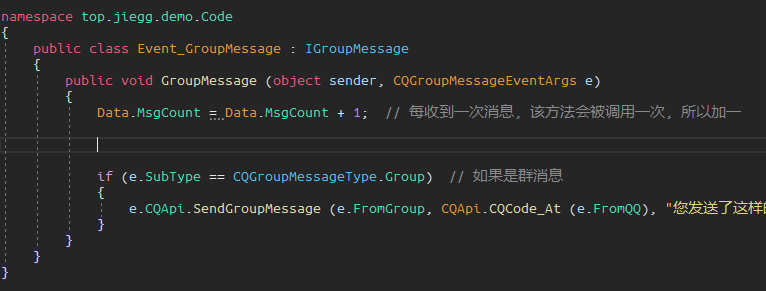 namespace top.jiegg.demo.Code
{
public class Event_GroupMessage : IGroupMessage
{
public void GroupMessage (object sender, CQGroupMessageEventArgs e)
{
Data.MsgCount = Data.MsgCount + 1;  // 每收到一次消息, 该方法会被调用一次, 所以加一
if (e.SubType == CQGroupMessageType.Group)  // 如果是群消息
{
e.CQApi.SendGroupMessage (e.FromGroup, CQApi.CQCode_At (e.FromQQ), "您发送了这样
}
}
}
}